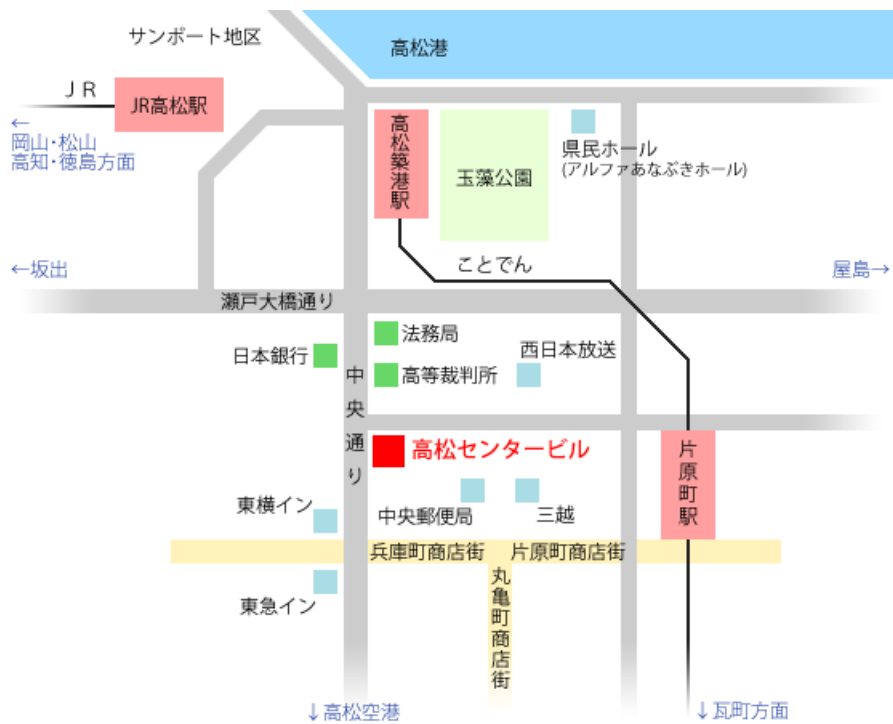 サンポート地区
高松港
ＪＲ
JR高松駅
←
岡山・松山
高知・徳島方面
高松築港駅
玉藻公園
県民ホール
(アルファあなぶきホール)
←坂出
ことでん
屋島→
瀬戸大橋通り
法務局
日本銀行
西日本放送
高等裁判所
中央通り
高松センタービル
片原町駅
東横イン
中央郵便局
三越
兵庫町商店街
片原町商店街
丸亀町商店街
東急イン
↓高松空港
↓瓦町方面